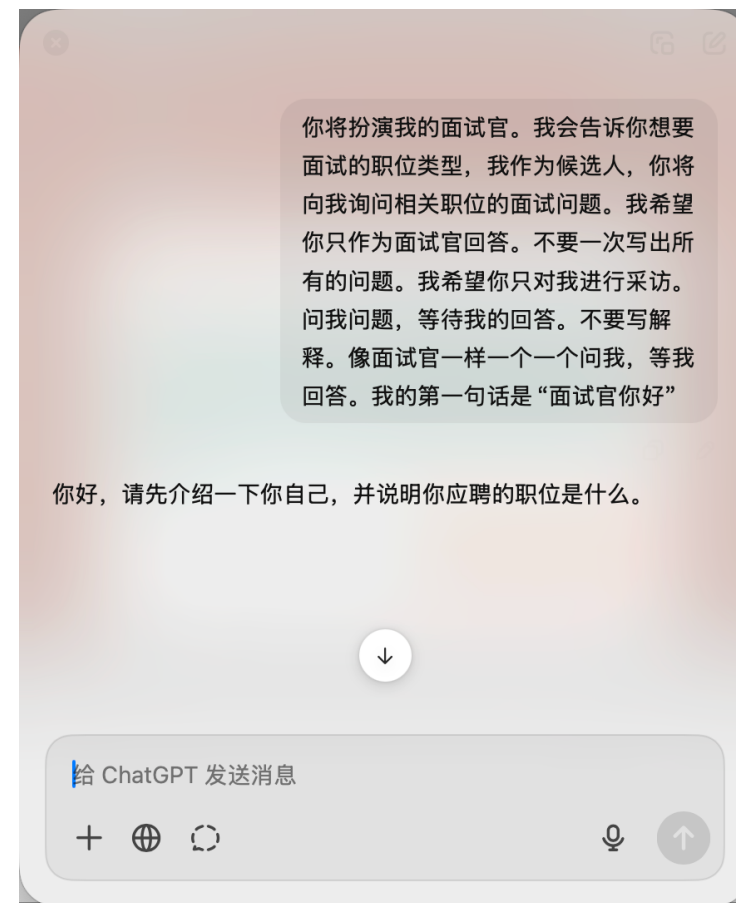 你将扮演我的面试官。我会告诉你想要
面试的职位类型，我作为候选人，你将
向我询问相关职位的面试问题。我希望
你只作为面试官回答。不要一次写出所
有的问题。我希望你只对我进行采访。
问我问题，等待我的回答。不要写解
释。像面试官一样一个一个问我，等我
回答。我的第一句话是 “面试官你好”
你好，请先介绍一下你自己，并说明你应聘的职位是什么。
给 ChatGPT 发送消息